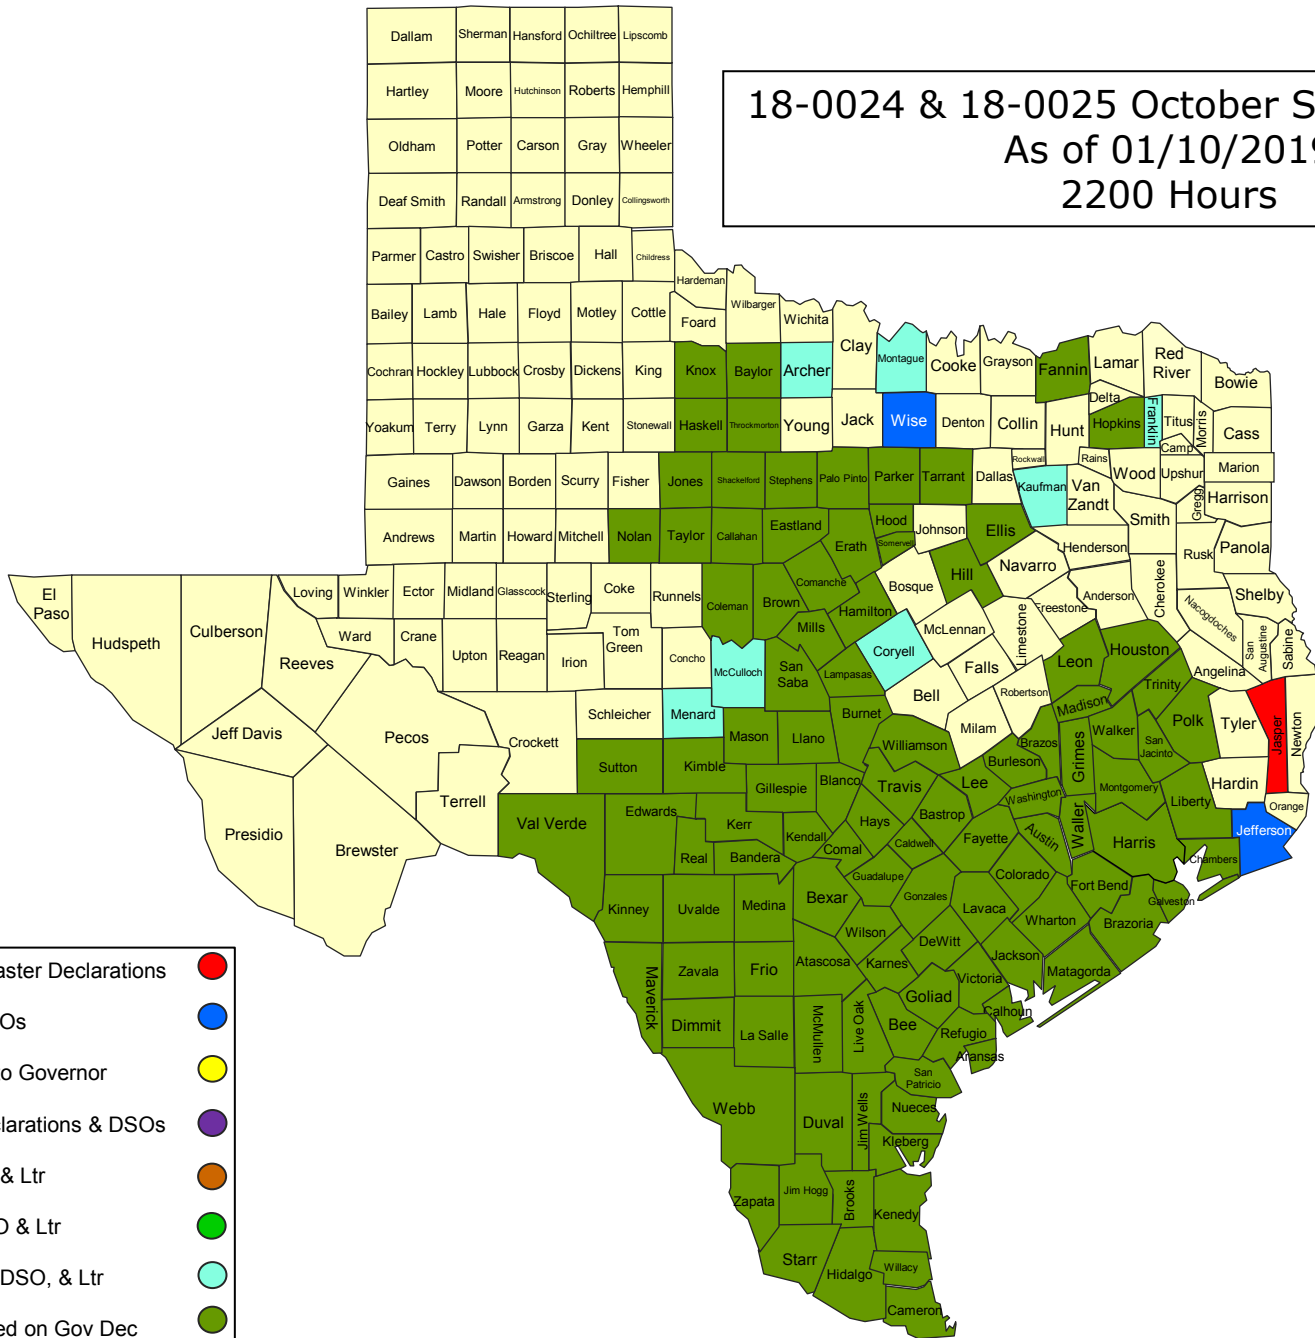 18-0024 & 18-0025 October S
As of 01/10/2019
2200 Hours
Dallam Sherman Hansford Ochiltree Lipscomb
Hartley Moore Hutchinson Roberts Hemphill
Oldham Potter Carson Gray Wheeler
Deaf Smith Randall Armstrong Donley Collingsworth
Parmer Castro Swisher Briscoe Hall Childress
Hardeman
Bailey Lamb Hale Floyd Motley Cottle Foard Wilbarger Wichita Clay Montague Cooke Grayson Fannin Lamar Red River Bowie
Cochran Hockley Lubbock Crosby Dickens King Knox Baylor Archer
Delta
Yoakum Terry Lynn Garza Kent Stonewall Haskell Throckmorton Young Jack Wise Denton Collin Hunt Hopkins Franklin Titus Morris Cass
Camp
Gaines Dawson Borden Scurry Fisher Jones Shackelford Stephens Palo Pinto Parker Tarrant Dallas Rockwall Kaufman Rains Van Zandt Wood Upshur Marion
Gregg Harrison
Andrews Martin Howard Mitchell Nolan Taylor Callahan Eastland Erath Hood Somervell Johnson Ellis Henderson Smith Rusk Panola
El Paso Hudspeth Culberson Reeves Loving Winkler Ector Midland Glasscock Sterling Coke Runnels Coleman Brown Comanche Hamilton Bosque Hill Navarro Freestone Anderson Cherokee Nacogdoches Shelby
Ward Crane Upton Reagan Irion Tom Green Concho McCulloch San Saba Mills Lampasas Coryell McLennan Falls Limestone Leon Houston Angelina San Augustine Sabine
Jeff Davis Pecos Crockett Schleicher Menard Mason Llano Burnet Bell Milam Robertson Madison Trinity Walker Polk Tyler Jasper Newton
Presidio Brewster Terrell Sutton Kimble Gillespie Blanco Williamson Travis Lee Burleson Brazos Grimes San Jacinto Hardin
Val Verde Edwards Kerr Kendall Hays Bastrop Washington Montgomery Liberty Orange
Real Bandera Comal Caldwell Fayette Austin Waller Harris Chambers Jefferson
Kinney Uvalde Medina Bexar Guadalupe Gonzales Lavaca Colorado Fort Bend Galveston
Wilson Wharton Brazoria
Maverick Zavala Frio Atascosa Karnes DeWitt Jackson Matagorda
Victoria
Dimmit La Salle McMullen Live Oak Bee Goliad Calhoun
Refugio Aransas
San Patricio
Webb Duval Jim Wells Nueces
Kleberg
Zapata Jim Hogg Brooks Kenedy
Starr Hidalgo Willacy
Cameron
aster Declarations
Os
o Governor
larations & DSOs
& Ltr
O & Ltr
DSO, & Ltr
ed on Gov Dec